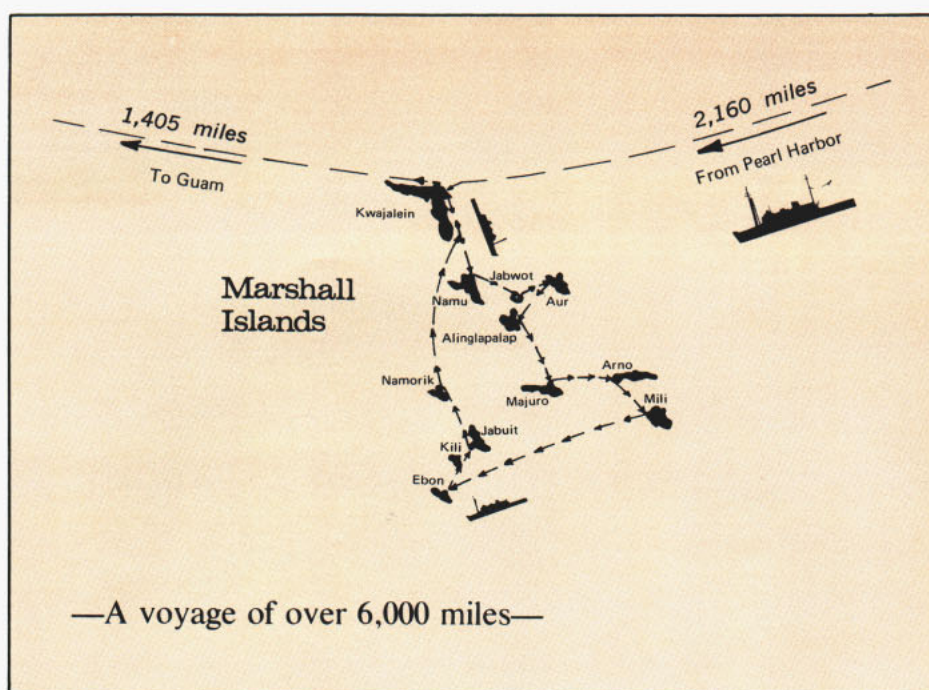 2,160 miles
From Pearl Harbor
1,405 miles
To Guam
Kwajalein
Marshall
Islands
Jabwot
Namu
Aur
Alinglapalap
Arno
Namorik
Majuro
Mili
Jabuit
Kili
Ebon
—A voyage of over 6,000 miles—